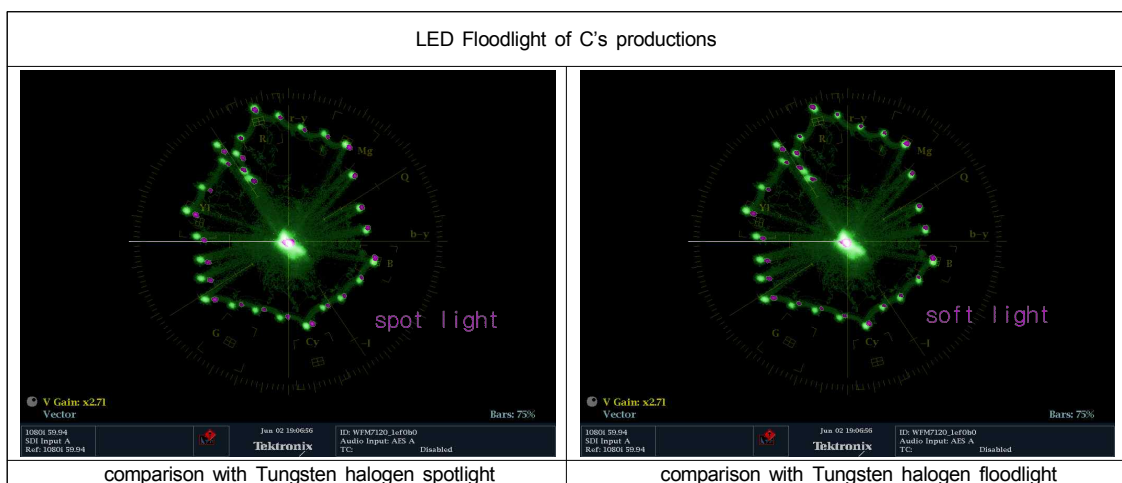 LED Floodlight of C's productions
r-y
R
Mg
Q
Yl
b-y
B
spot light
G
Cy
-I
V Gain: x2.71
Vector
Bars: 75%
1080i 59.94
SDI Input A
Ref: 1080i 59.94
Jun 02 19:06:56
Tektronix
ID: WFM7120_1ef0b0
Audio Input: AES A
TC: Disabled
comparison with Tungsten halogen spotlight
r-y
R
Mg
Q
Yl
b-y
B
soft light
G
Cy
-I
V Gain: x2.71
Vector
Bars: 75%
1080i 59.94
SDI Input A
Ref: 1080i 59.94
Jun 02 19:06:56
Tektronix
ID: WFM7120_1ef0b0
Audio Input: AES A
TC: Disabled
comparison with Tungsten halogen floodlight